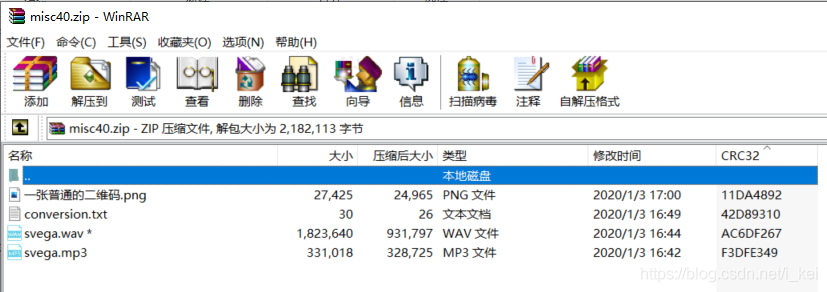 misc40.zip - WinRAR
文件(F) 命令(C) 工具(S) 收藏夹(O) 选项(N) 帮助(H)
添加 解压到 测试 查看 删除 查找 向导 信息 扫描病毒 注释 自解压格式
misc40.zip - ZIP 压缩文件, 解包大小为 2,182,113 字节
名称 大小 压缩后大小 类型 修改时间 CRC32
.. 本地磁盘
一张普通的二维码.png 27,425 24,965 PNG 文件 2020/1/3 17:00 11DA4892
conversion.txt 30 26 文本文档 2020/1/3 16:49 42D89310
svega.wav * 1,823,640 931,797 WAV 文件 2020/1/3 16:44 AC6DF267
svega.mp3 331,018 328,725 MP3 文件 2020/1/3 16:42 F3DFE349
https://blog.csdn.net/i_kei